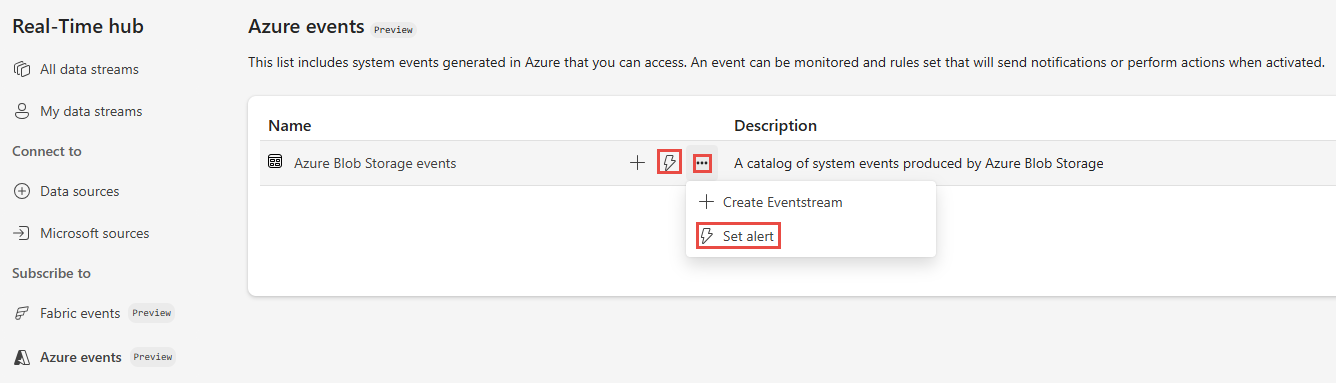 Real-Time hub
All data streams
My data streams
Connect to
Data sources
Microsoft sources
Subscribe to
Fabric events Preview
Azure events Preview
Azure events Preview
This list includes system events generated in Azure that you can access. An event can be monitored and rules set that will send notifications or perform actions when activated.
Name Description
Azure Blob Storage events A catalog of system events produced by Azure Blob Storage
Create Eventstream
Set alert